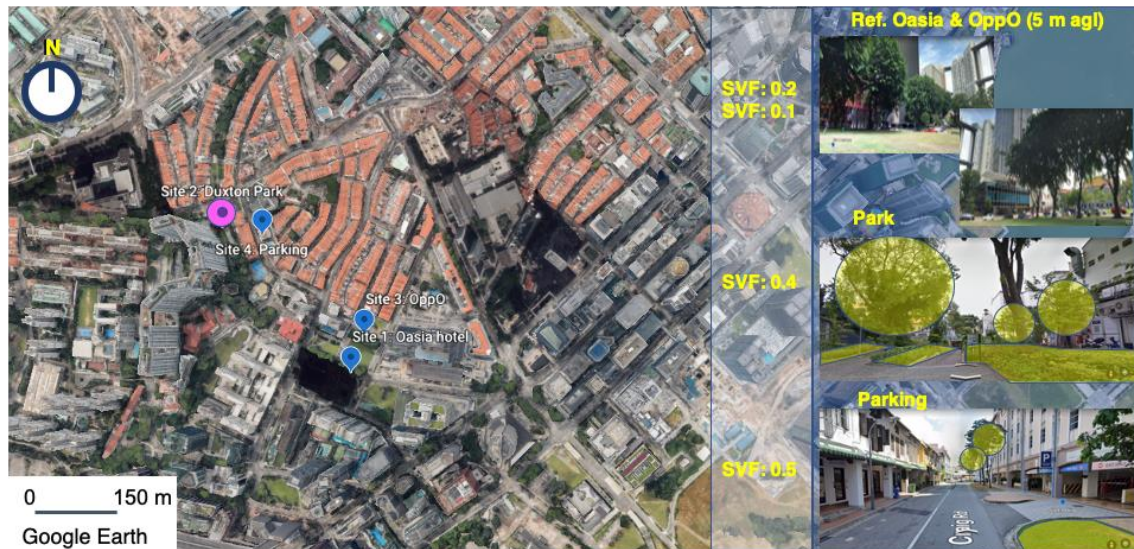 N
Site 2: Duxton Park
Site 4: Parking
Site 3: OppO
Site 1: Oasia hotel
0 150 m
Google Earth
SVF: 0.2
SVF: 0.1
SVF: 0.4
SVF: 0.5
Ref. Oasia & OppO (5 m agl)
Park
Parking
P
Craig Rd